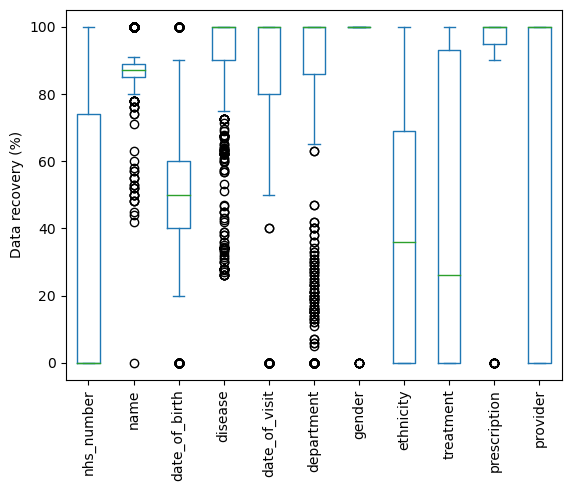 Data recovery (%)
100
80
60
40
20
0
nhs_number
name
date_of_birth
disease
date_of_visit
department
gender
ethnicity
treatment
prescription
provider